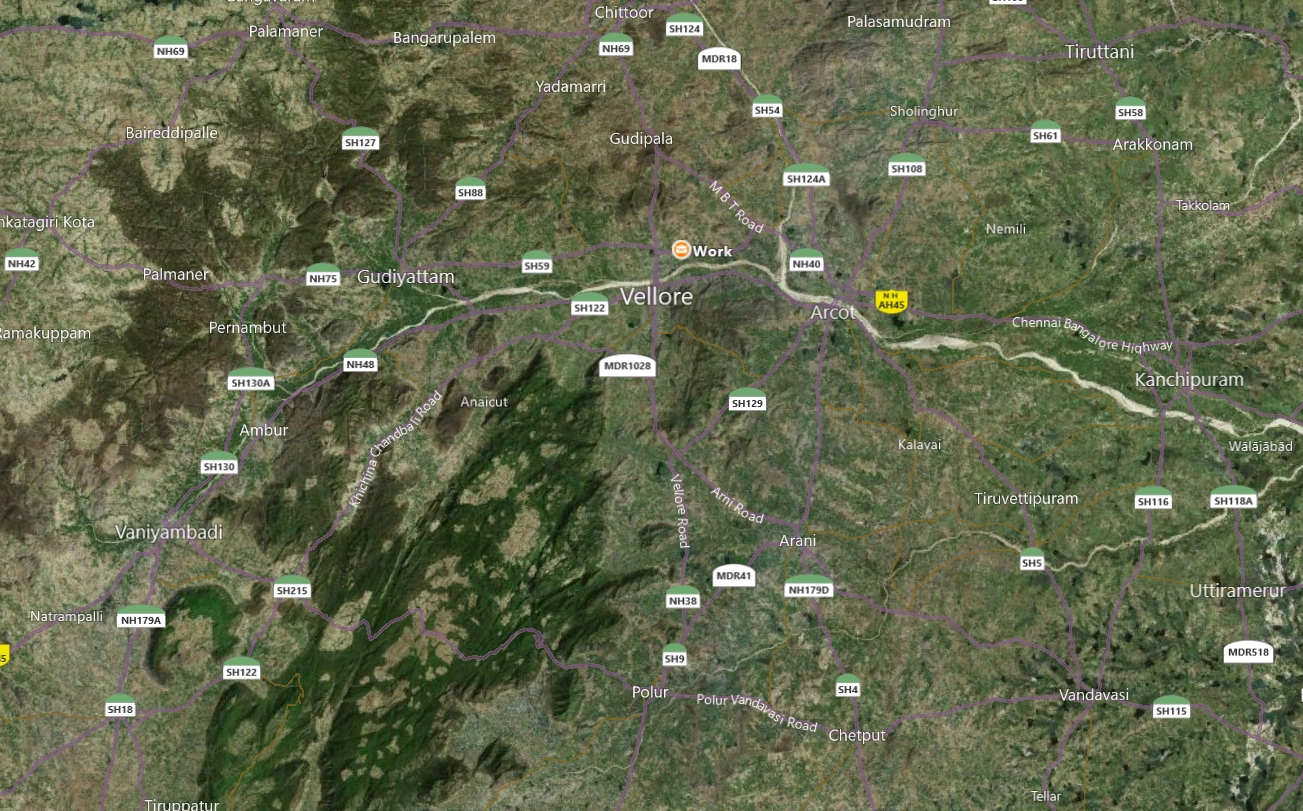 Chittoor
SH124
Palasamudram
Palamaner
Bangarupalem
NH69
NH69
MDR18
Tiruttani
Yadamarri
SH54
Sholinghur
SH58
Baireddipalle
SH127
Gudipala
SH61
Arakkonam
SH124A
SH108
SH88
M B T Road
Takkolam
nkatagiri Kota
Nemili
Work
NH42
Palmaner
NH75
Gudiyattam
SH59
NH40
Vellore
SH122
Arcot
N H
AH45
Ramakuppam
Pernambut
Chennai Bangalore Highway
NH48
MDR1028
SH130A
Kanchipuram
Anaicut
SH129
Khichina Chandbali Road
Ambur
Kalavai
Wālājābād
SH130
Vellore Road
Arni Road
Tiruvettipuram
SH116
SH118A
Vaniyambadi
Arani
SH5
MDR41
SH215
NH38
NH179D
Uttiramerur
Natrampalli
NH179A
5
SH122
SH9
MDR518
Polur
SH4
Polur Vandavasi Road
Vandavasi
SH18
SH115
Chetput
Tiruppatur
Tellar